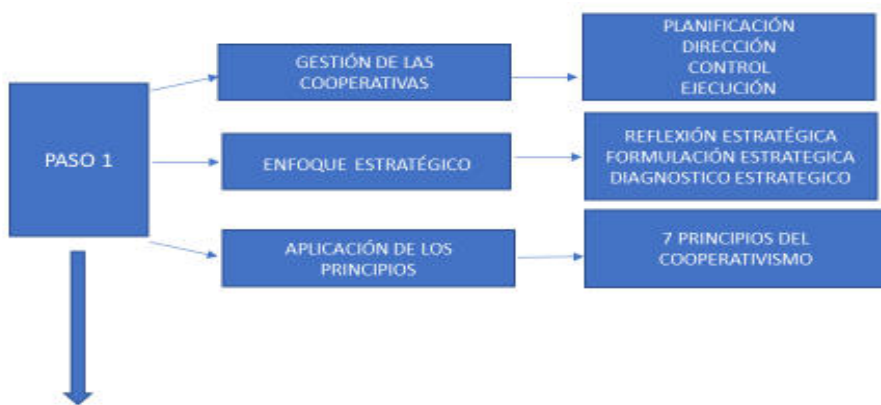 PASO 1
GESTIÓN DE LAS
COOPERATIVAS
PLANIFICACIÓN
DIRECCIÓN
CONTROL
EJECUCIÓN
ENFOQUE ESTRATÉGICO
REFLEXIÓN ESTRATÉGICA
FORMULACIÓN ESTRATEGICA
DIAGNOSTICO ESTRATEGICO
APLICACIÓN DE LOS
PRINCIPIOS
7 PRINCIPIOS DEL
COOPERATIVISMO